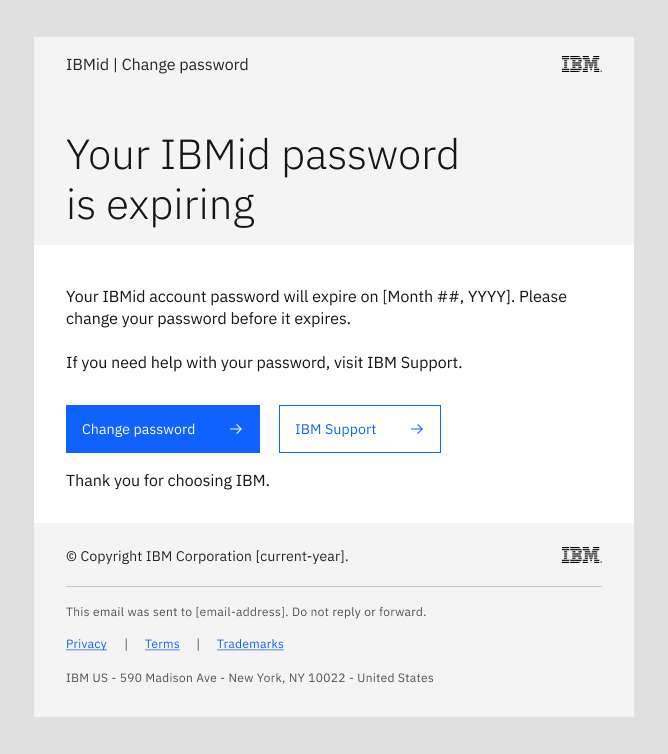 IBMid | Change password
IBM
Your IBMid password
is expiring
Your IBMid account password will expire on [Month ##, YYYY]. Please
change your password before it expires.
If you need help with your password, visit IBM Support.
Change password →
IBM Support →
Thank you for choosing IBM.
© Copyright IBM Corporation [current-year].
IBM
This email was sent to [email-address]. Do not reply or forward.
Privacy | Terms | Trademarks
IBM US - 590 Madison Ave - New York, NY 10022 - United States